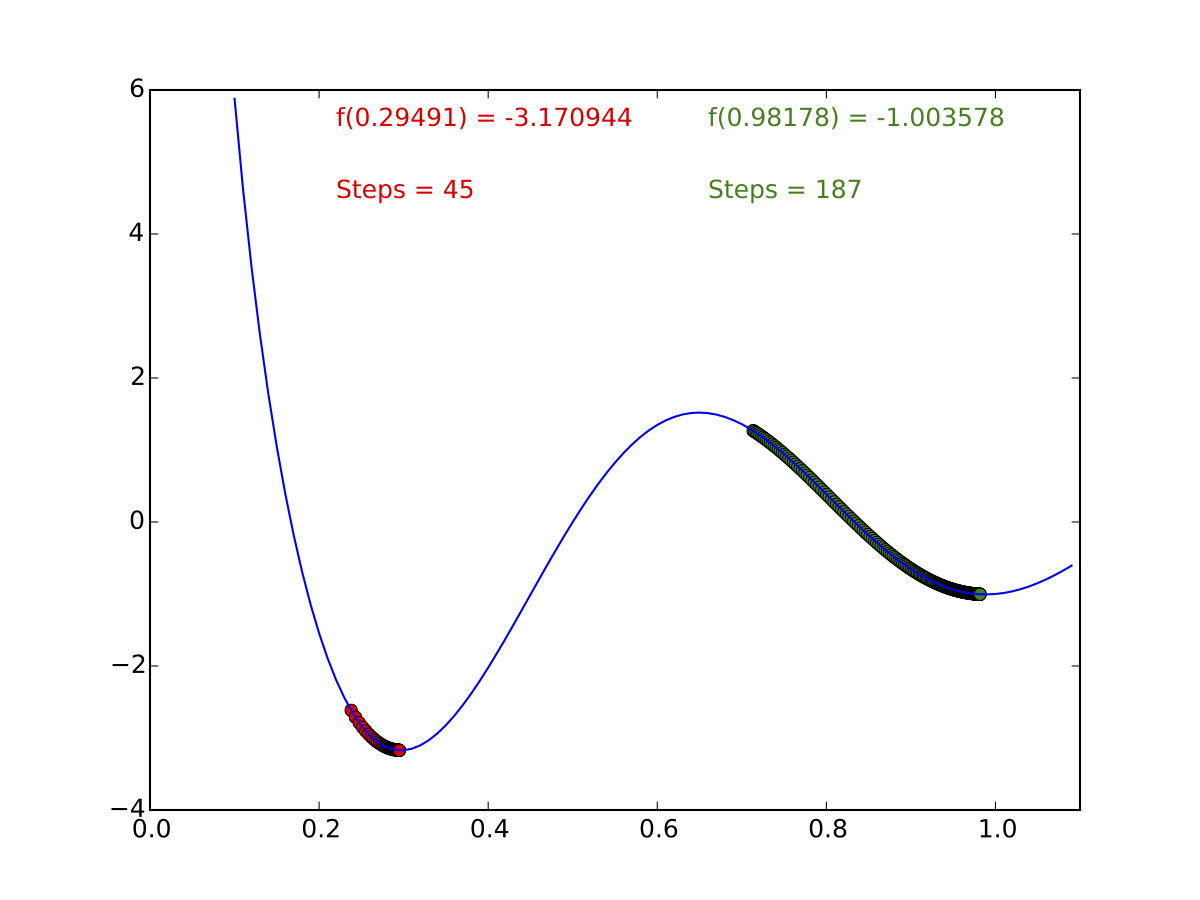 6
f(0.29491) = -3.170944 f(0.98178) = -1.003578
Steps = 45 Steps = 187
4
2
0
−2
−4
0.0 0.2 0.4 0.6 0.8 1.0